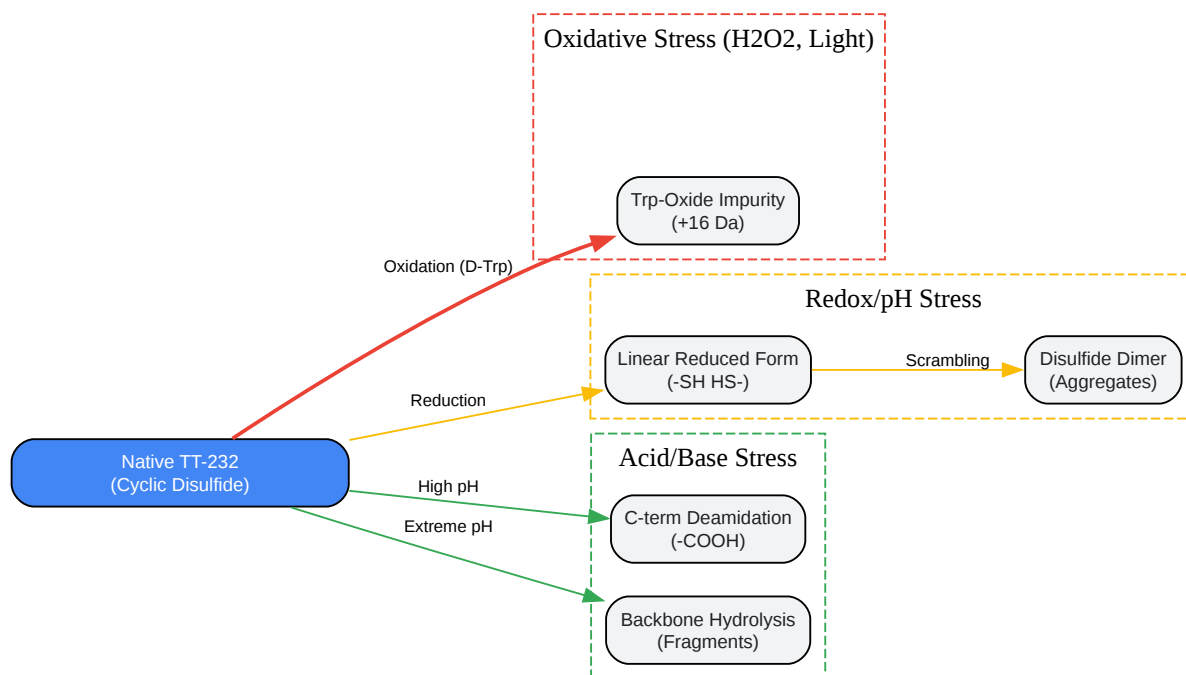 Oxidative Stress (H2O2, Light)
Trp-Oxide Impurity
(+16 Da)
Oxidation (D-Trp)
Redox/pH Stress
Linear Reduced Form
(-SH HS-)
Scrambling
Disulfide Dimer
(Aggregates)
Reduction
Native TT-232
(Cyclic Disulfide)
Acid/Base Stress
High pH
C-term Deamidation
(-COOH)
Extreme pH
Backbone Hydrolysis
(Fragments)